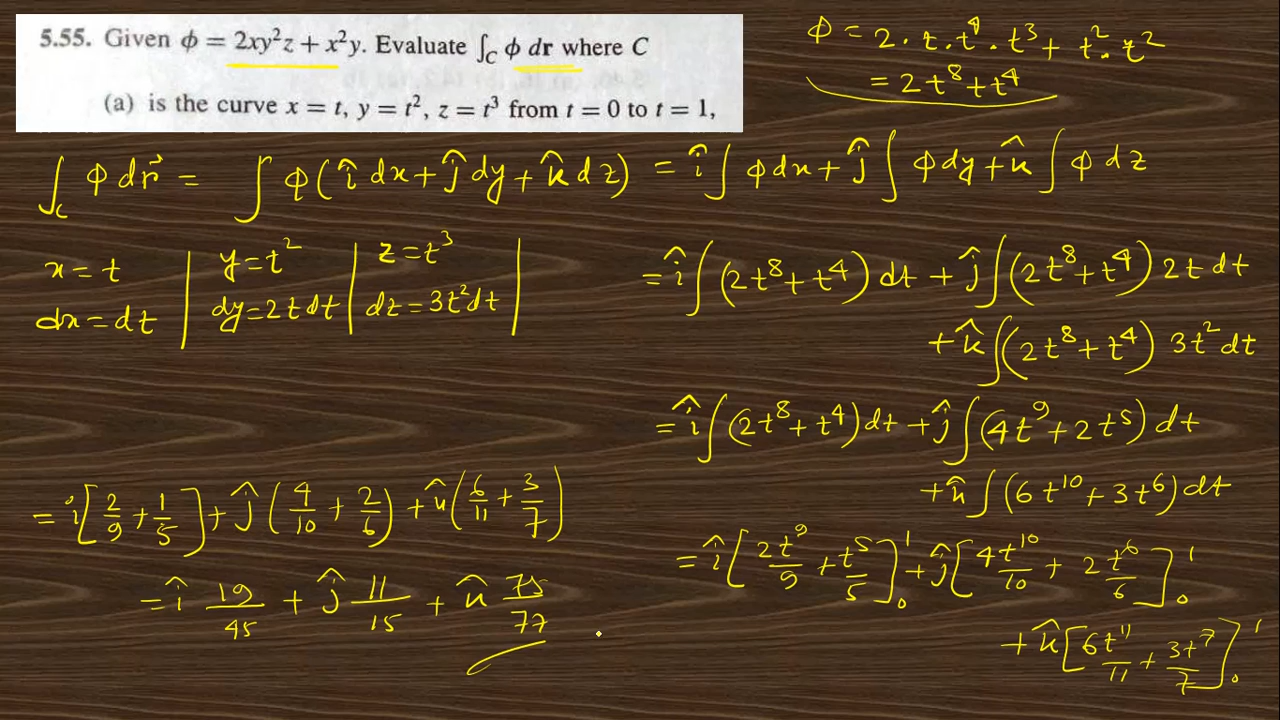 5.55. Given ϕ = 2xy²z + x²y. Evaluate ∫_C ϕ dr where C
(a) is the curve x = t, y = t², z = t³ from t = 0 to t = 1,
ϕ = 2·t·t⁴·t³ + t²·t²
= 2t⁸ + t⁴
∫_C ϕ dr⃗ = ∫ ϕ(î dx + ĵ dy + k̂ dz) = î ∫ ϕ dx + ĵ ∫ ϕ dy + k̂ ∫ ϕ dz
x = t | y = t² | z = t³ |
dx = dt | dy = 2t dt | dz = 3t² dt |
= î ∫ (2t⁸ + t⁴) dt + ĵ ∫ (2t⁸ + t⁴) 2t dt
+ k̂ ∫ (2t⁸ + t⁴) 3t² dt
= î ∫ (2t⁸ + t⁴) dt + ĵ ∫ (4t⁹ + 2t⁵) dt
+ k̂ ∫ (6t¹⁰ + 3t⁶) dt
= î [2t⁹/9 + t⁵/5]₀¹ + ĵ [4t¹⁰/10 + 2t⁶/6]₀¹
+ k̂ [6t¹¹/11 + 3t⁷/7]₀¹
= î [2/9 + 1/5] + ĵ (4/10 + 2/6) + k̂ (6/11 + 3/7)
= î 19/45 + ĵ 11/15 + k̂ 75/77